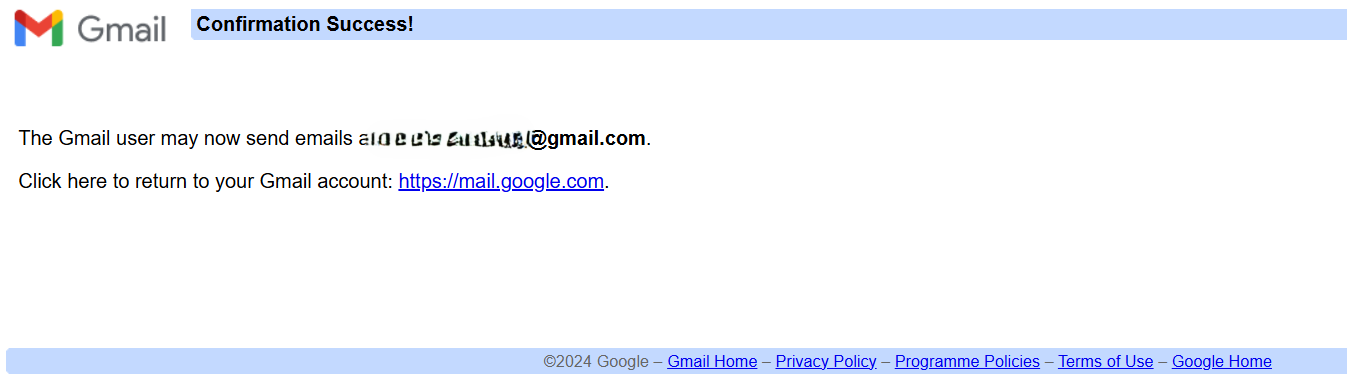 Gmail
Confirmation Success!
The Gmail user may now send emails @gmail.com.
Click here to return to your Gmail account: https://mail.google.com.
©2024 Google – Gmail Home – Privacy Policy – Programme Policies – Terms of Use – Google Home